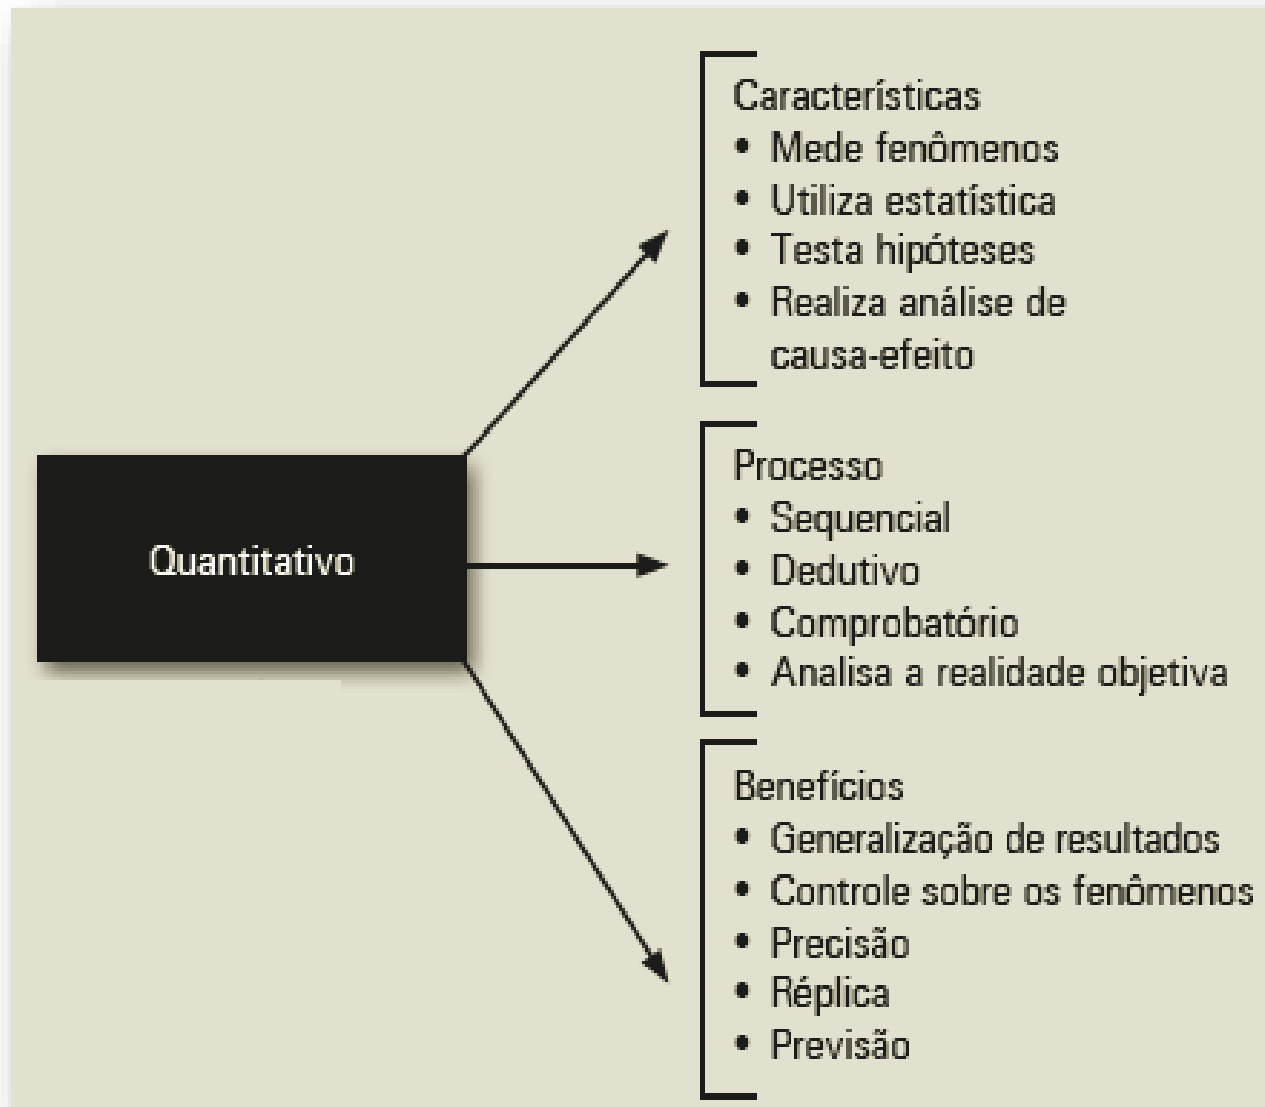 Quantitativo
Características
• Mede fenômenos
• Utiliza estatística
• Testa hipóteses
• Realiza análise de
causa-efeito
Processo
• Sequencial
• Dedutivo
• Comprobatório
• Analisa a realidade objetiva
Benefícios
• Generalização de resultados
• Controle sobre os fenômenos
• Precisão
• Réplica
• Previsão